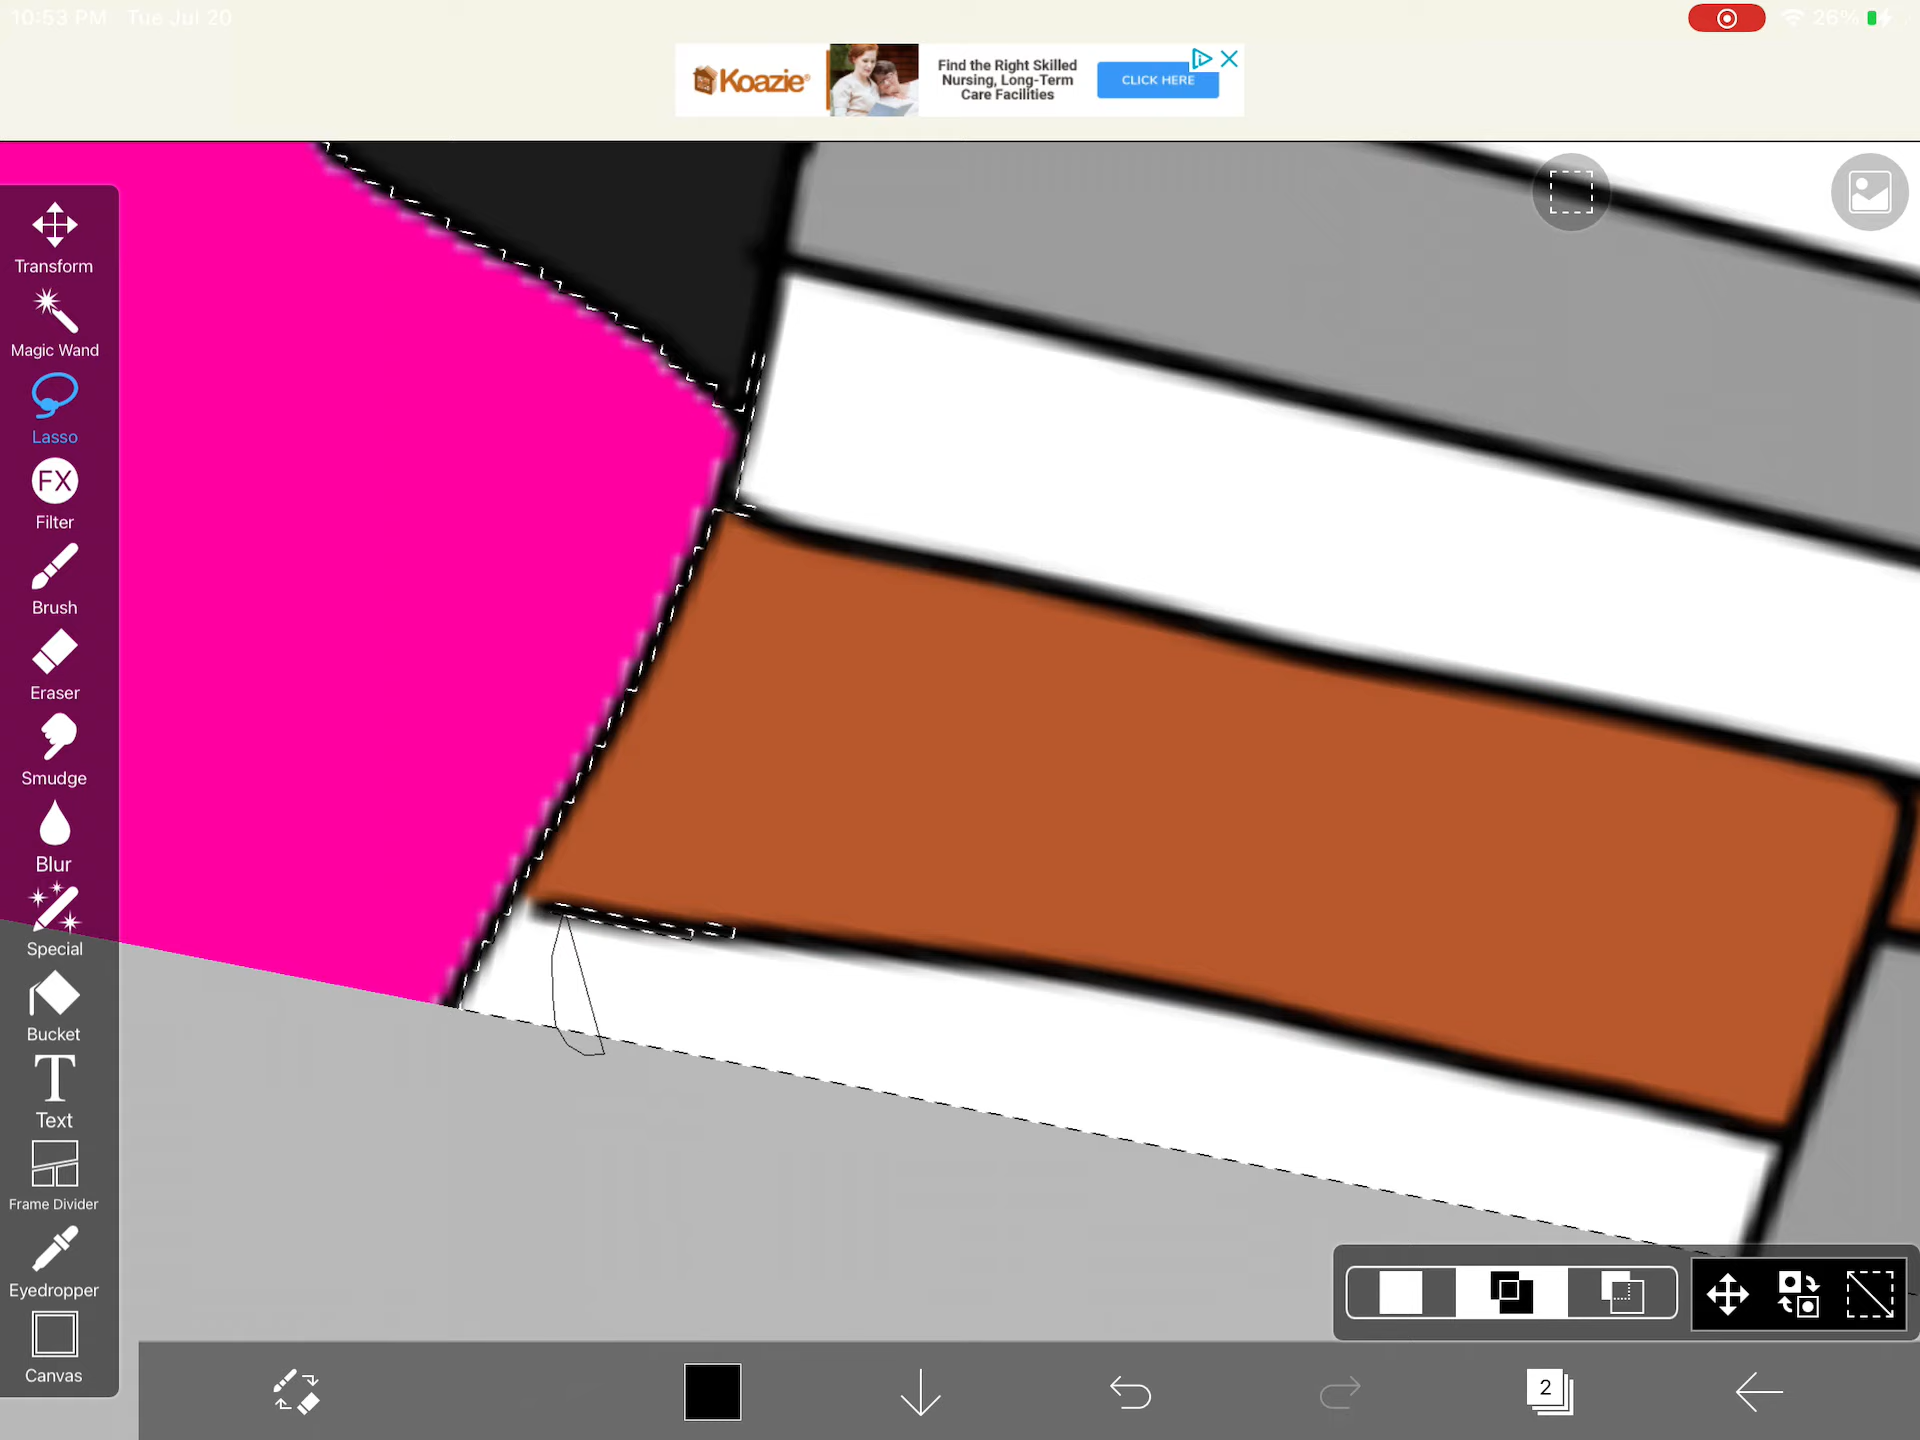 10:53 PM Tue Jul 20
26%
Koazie®
Find the Right Skilled
Nursing, Long-Term
Care Facilities
CLICK HERE
Transform
Magic Wand
Lasso
FX
Filter
Brush
Eraser
Smudge
Blur
Special
Bucket
T
Text
Frame Divider
Eyedropper
Canvas
2